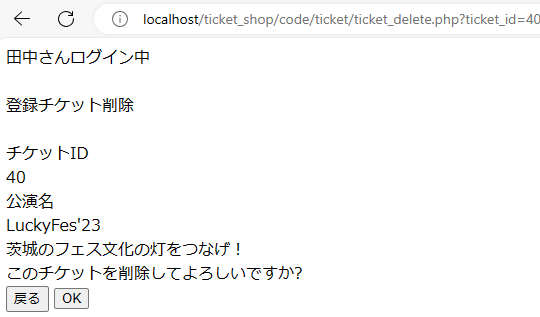 localhost/ticket_shop/code/ticket/ticket_delete.php?ticket_id=40
田中さんログイン中
登録チケット削除
チケットID
40
公演名
LuckyFes'23
茨城のフェス文化の灯をつなげ！
このチケットを削除してよろしいですか?
戻る OK